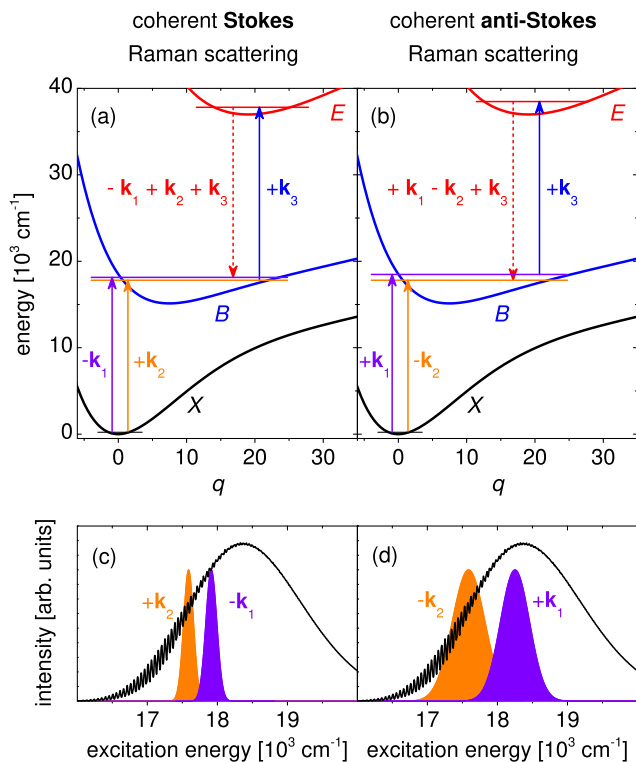 coherent Stokes
Raman scattering
coherent anti-Stokes
Raman scattering
energy [10³ cm⁻¹]
40
30
20
10
0
(a)
E
- k₁ + k₂ + k₃
+k₃
B
-k₁
+k₂
X
0 10 20 30
q
(b)
E
+ k₁ - k₂ + k₃
+k₃
B
+k₁
-k₂
X
0 10 20 30
q
intensity [arb. units]
(c)
+k₂
-k₁
17 18 19
excitation energy [10³ cm⁻¹]
(d)
-k₂
+k₁
17 18 19
excitation energy [10³ cm⁻¹]